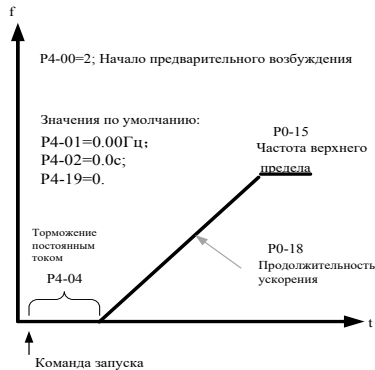 f
P4-00=2; Начало предварительного возбуждения
Значения по умолчанию:
P4-01=0.00Гц;
P4-02=0.0с;
P4-19=0.
P0-15
Частота верхнего
предела
Торможение
постоянным
током
P4-04
P0-18
Продолжительность
ускорения
t
Команда запуска